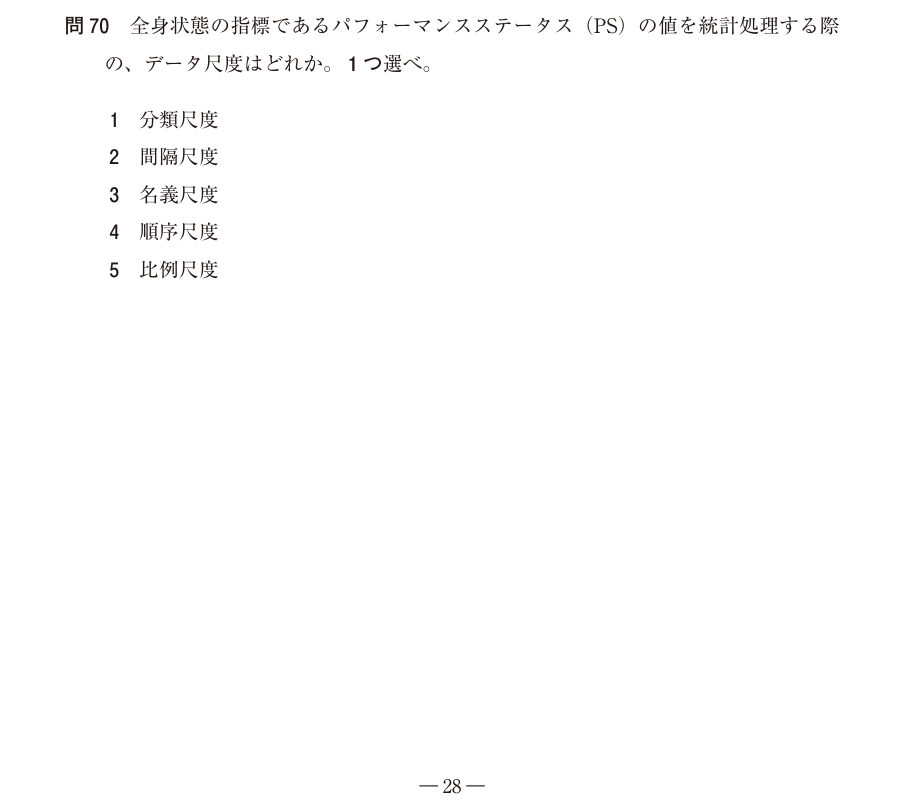 問 70　全身状態の指標であるパフォーマンスステータス（PS）の値を統計処理する際
の、データ尺度はどれか。1 つ選べ。
1　分類尺度
2　間隔尺度
3　名義尺度
4　順序尺度
5　比例尺度
— 28 —